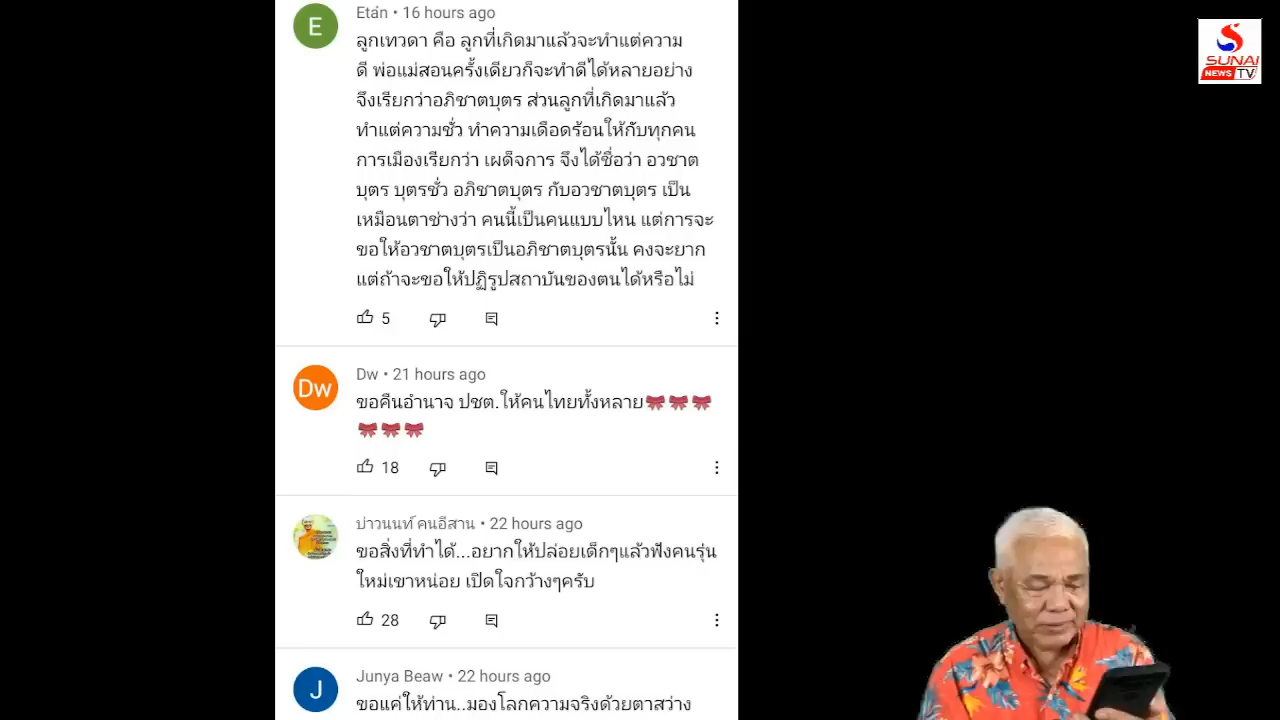 Etán • 16 hours ago
ลูกเทวดา คือ ลูกที่เกิดมาแล้วจะทำแต่ความ
ดี พ่อแม่สอนครั้งเดียวก็จะทำดีได้หลายอย่าง
จึงเรียกว่าอภิชาตบุตร ส่วนลูกที่เกิดมาแล้ว
ทำแต่ความชั่ว ทำความเดือดร้อนให้กับทุกคน
การเมืองเรียกว่า เผด็จการ จึงได้ชื่อว่า อวชาต
บุตร บุตรชั่ว อภิชาตบุตร กับอวชาตบุตร เป็น
เหมือนตาช่างว่า คนนี้เป็นคนแบบไหน แต่การจะ
ขอให้อวชาตบุตรเป็นอภิชาตบุตรนั้น คงจะยาก
แต่ถ้าจะขอให้ปฏิรูปสถาบันของตนได้หรือไม่
5
Dw • 21 hours ago
ขอคืนอำนาจ ปชต.ให้คนไทยทั้งหลาย🎀🎀🎀
🎀🎀🎀
18
บ่าวนนท์ คนอีสาน • 22 hours ago
ขอสิ่งที่ทำได้...อยากให้ปล่อยเด็กๆแล้วฟังคนรุ่น
ใหม่เขาหน่อย เปิดใจกว้างๆครับ
28
Junya Beaw • 22 hours ago
ขอแค่ให้ท่าน..มองโลกความจริงด้วยตาสว่าง
E
Dw
J
SUNAI
NEWS TV